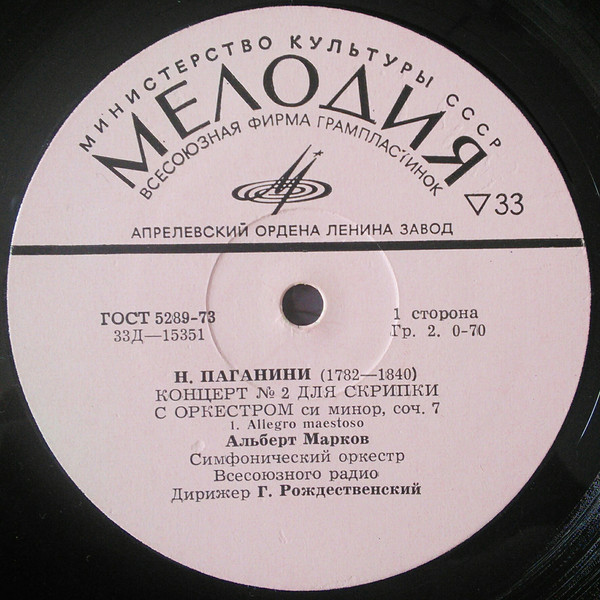 МИНИСТЕРСТВО КУЛЬТУРЫ СССР
МЕЛОДИЯ
ВСЕСОЮЗНАЯ ФИРМА ГРАМПЛАСТИНОК
33
АПРЕЛЕВСКИЙ ОРДЕНА ЛЕНИНА ЗАВОД
ГОСТ 5289-73
33Д—15351
1 сторона
Гр. 2. 0-70
Н. ПАГАНИНИ (1782—1840)
КОНЦЕРТ № 2 ДЛЯ СКРИПКИ
С ОРКЕСТРОМ си минор, соч. 7
1. Allegro maestoso
Альберт Марков
Симфонический оркестр
Всесоюзного радио
Дирижер Г. Рождественский